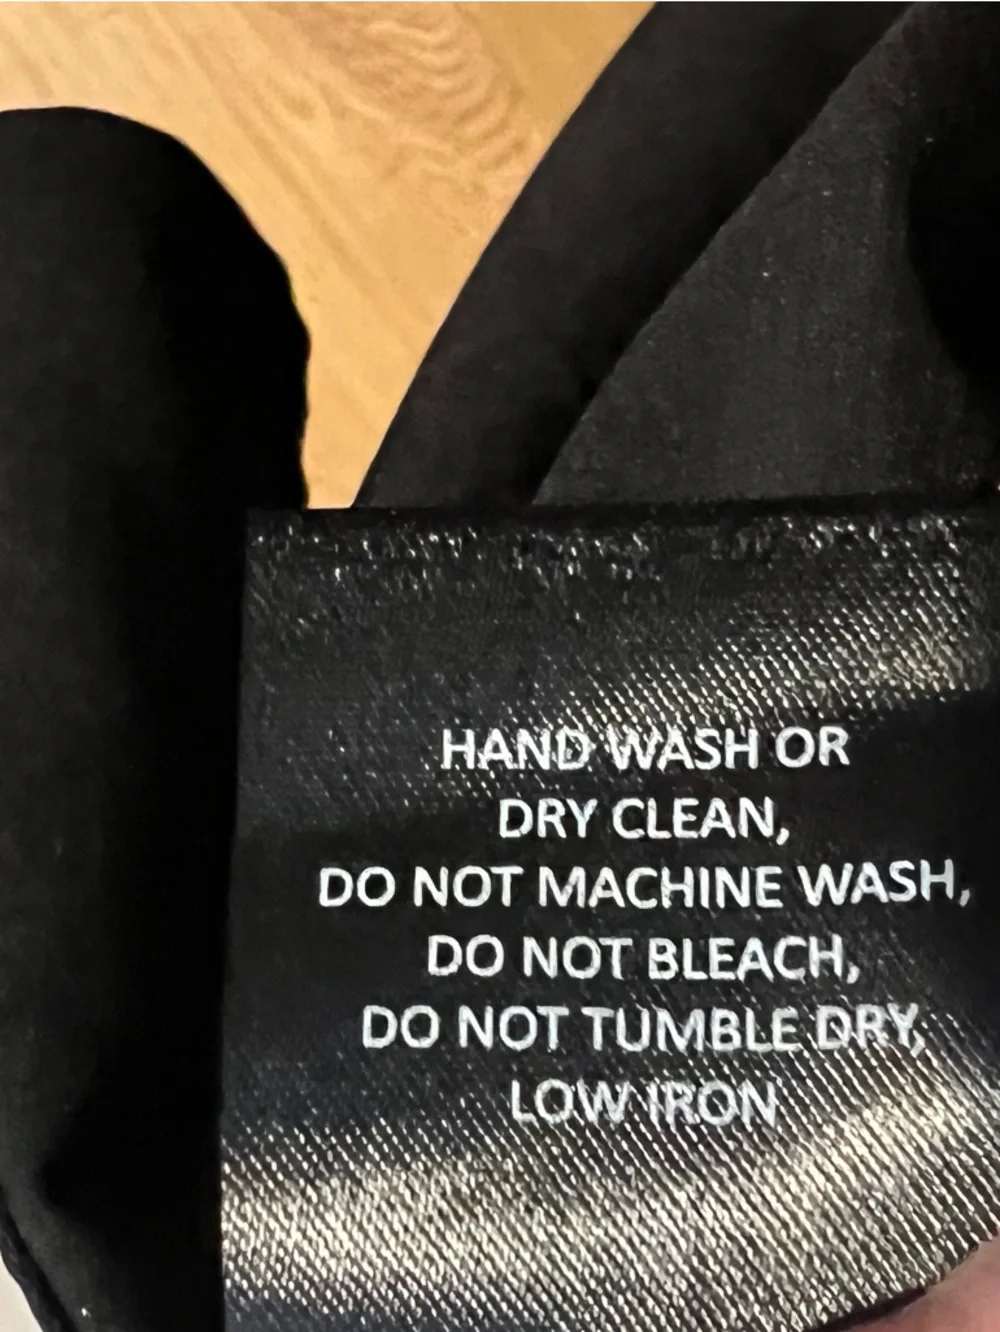 HAND WASH OR
DRY CLEAN,
DO NOT MACHINE WASH,
DO NOT BLEACH,
DO NOT TUMBLE DRY,
LOW IRON